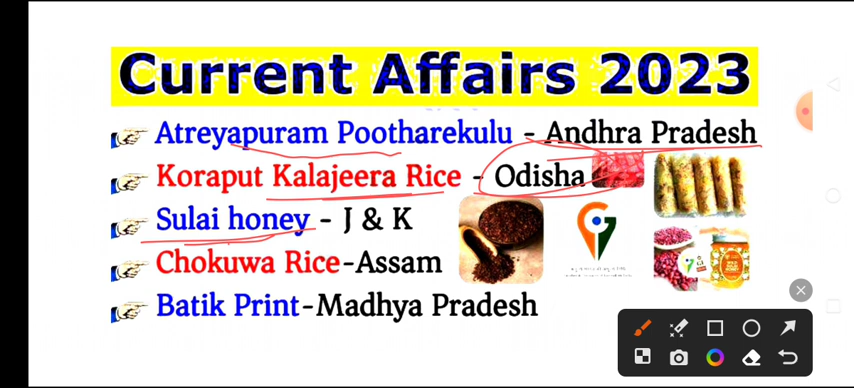 Current Affairs 2023
Atreyapuram Pootharekulu - Andhra Pradesh
Koraput Kalajeera Rice - Odisha
Sulai honey - J & K
Chokuwa Rice-Assam
Batik Print-Madhya Pradesh